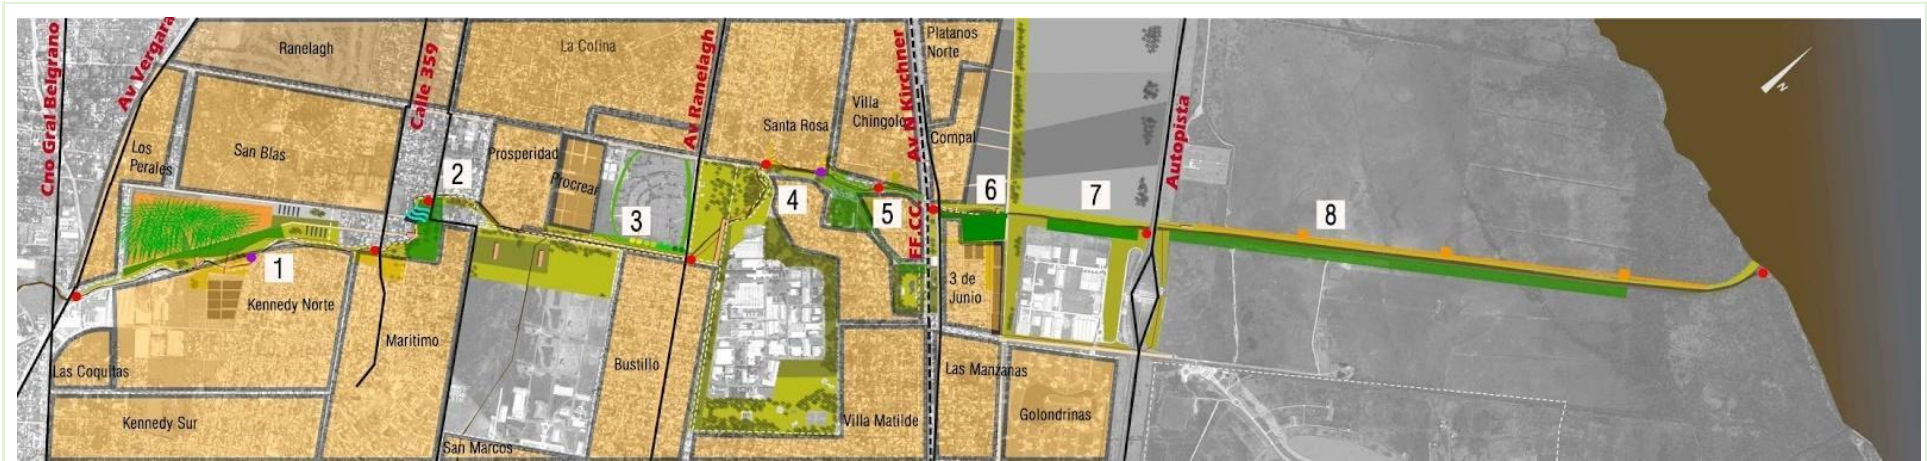 Cno Gral Belgrano
Av Vergara
Ranelagh
Calle 359
La Colina
Av Ranelagh
Villa
Chingolo
Av N Kirchner
Platanos
Norte
Compal
Autopista
N
Los
Perales
San Blas
Prosperidad
Procrear
Santa Rosa
FF.CC.
1
2
3
4
5
6
7
8
Kennedy Norte
Maritimo
Las Coquitas
Kennedy Sur
San Marcos
Bustillo
Villa Matilde
3 de
Junio
Las Manzanas
Golondrinas